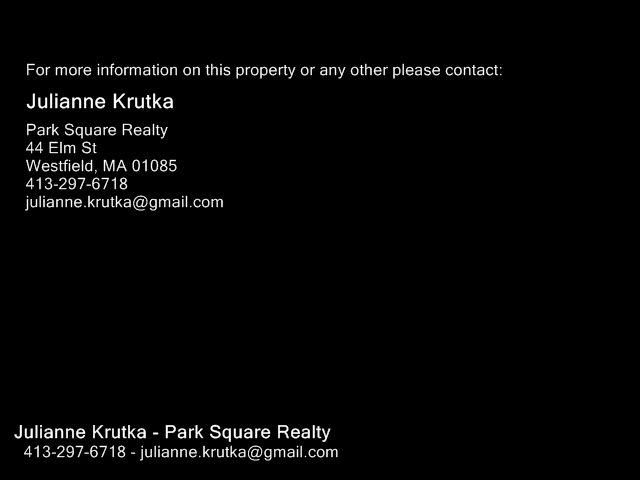 For more information on this property or any other please contact:
Julianne Krutka
Park Square Realty
44 Elm St
Westfield, MA 01085
413-297-6718
julianne.krutka@gmail.com
Julianne Krutka - Park Square Realty
413-297-6718 - julianne.krutka@gmail.com